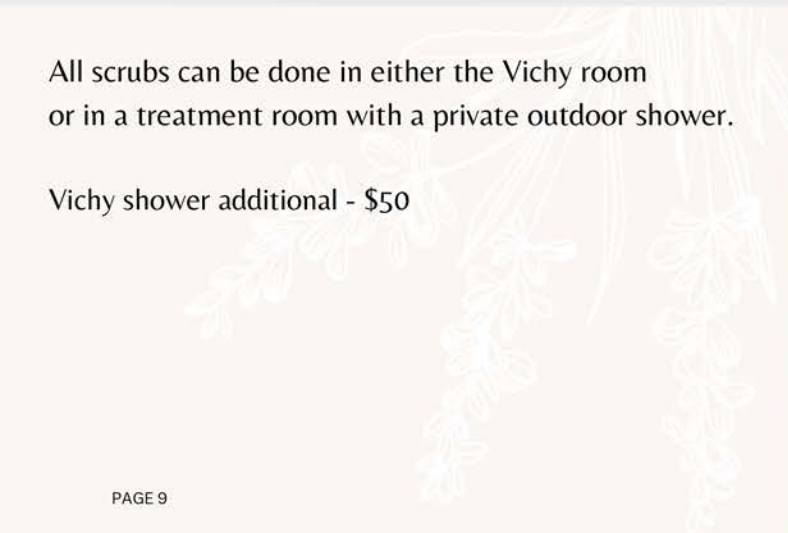 All scrubs can be done in either the Vichy room
or in a treatment room with a private outdoor shower.
Vichy shower additional - $50
PAGE 9